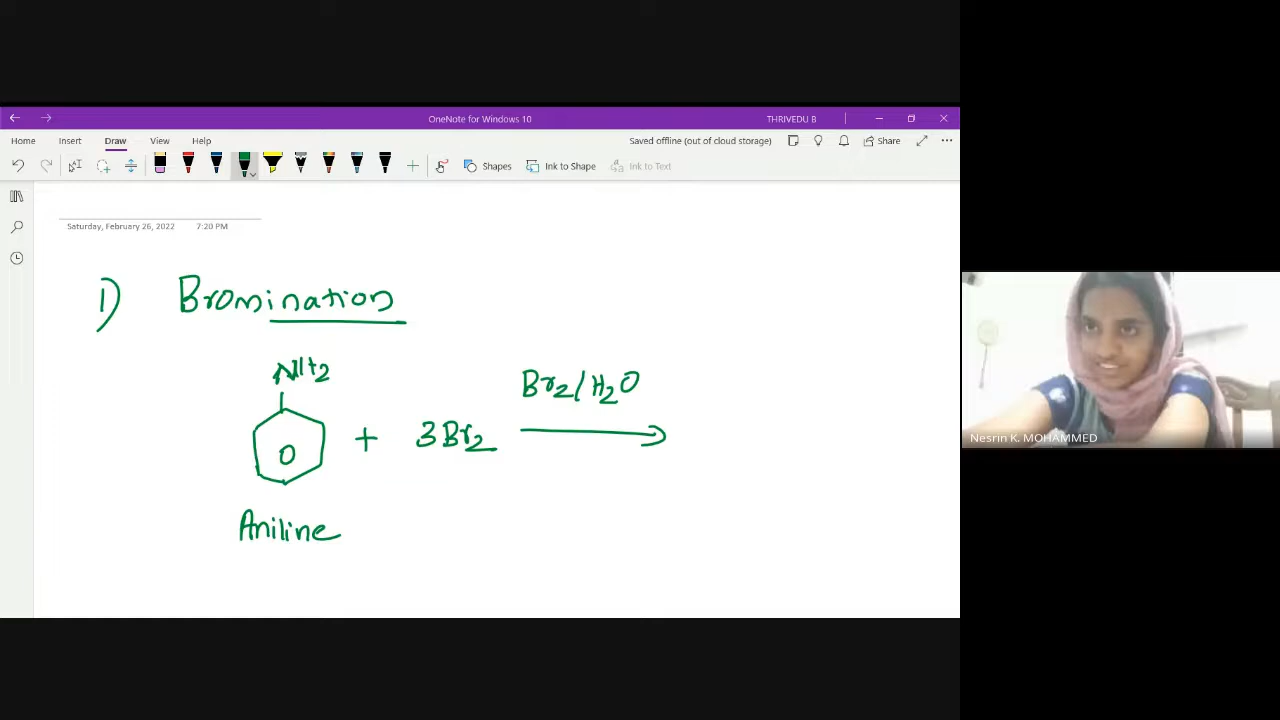 OneNote for Windows 10
THRIVEDU B
Home Insert Draw View Help
Saved offline (out of cloud storage)
Share
Shapes
Ink to Shape
Ink to Text
Saturday, February 26, 2022 7:20 PM
1) Bromination
NH2
Br2/H2O
+ 3Br2
Aniline
Nesrin K. MOHAMMED